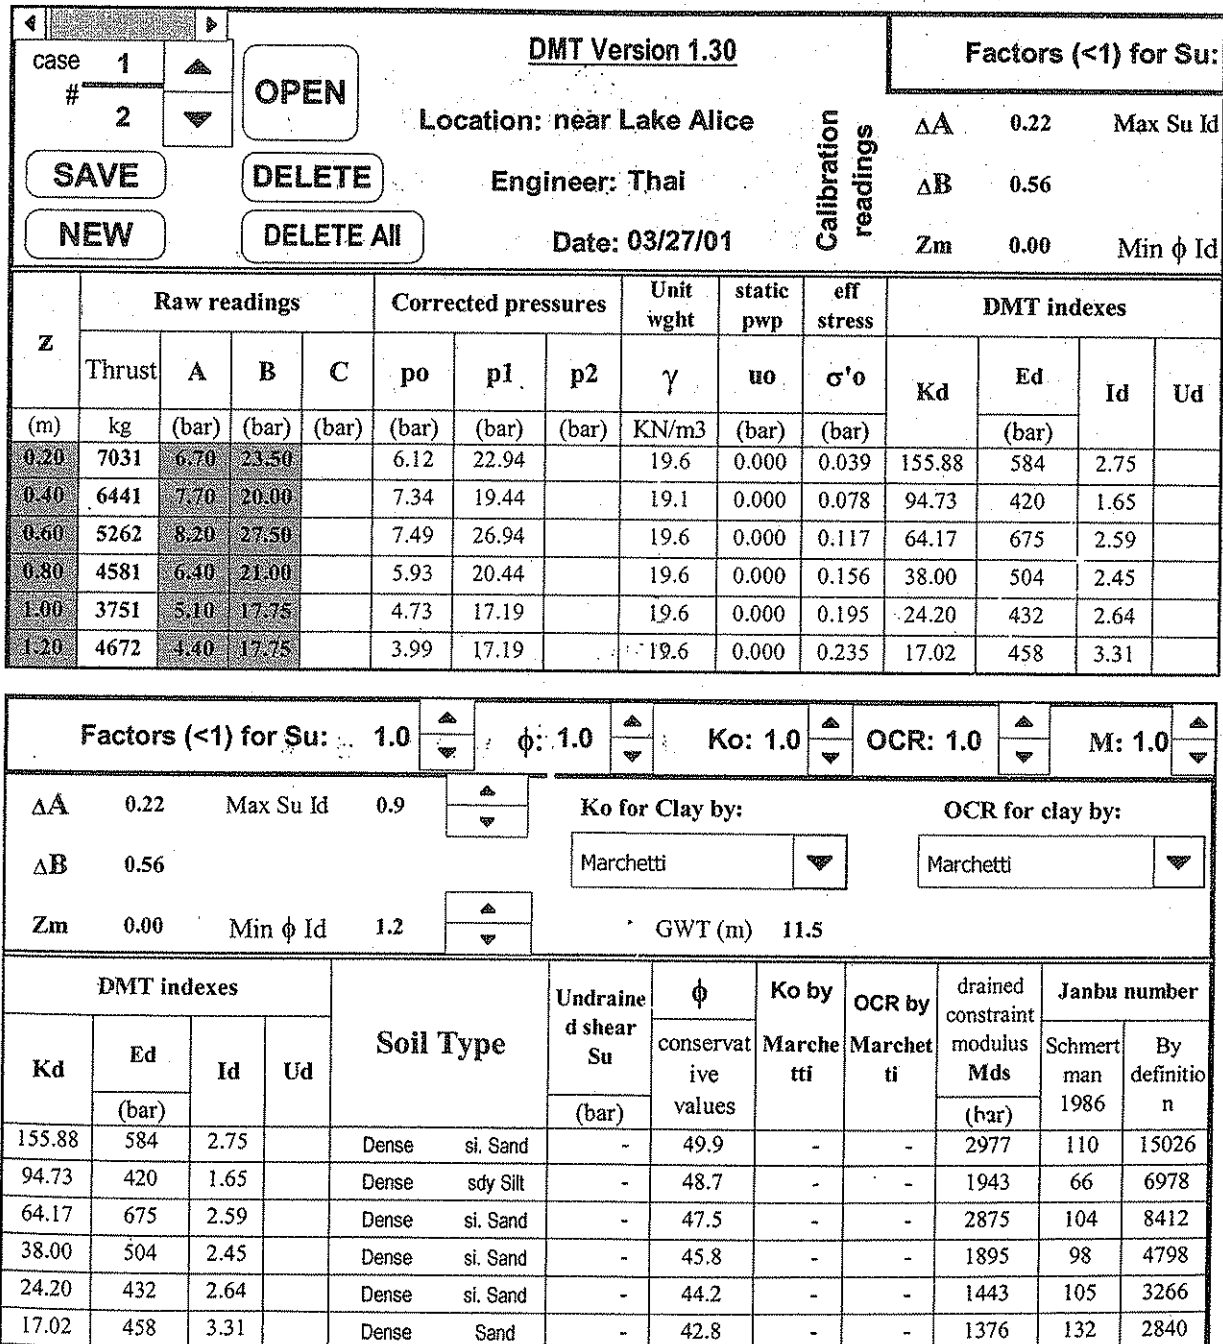 DMT Version 1.30
Factors (<1) for Su:
case 1
# 2
OPEN
Location: near Lake Alice
SAVE
DELETE
Engineer: Thai
NEW
DELETE All
Date: 03/27/01
Calibration readings
ΔA 0.22 Max Su Id
ΔB 0.56
Zm 0.00 Min ϕ Id
z Raw readings Corrected pressures Unit wght static pwp eff stress DMT indexes
Thrust A B C po p1 p2 γ uo σ'o Kd Ed Id Ud
(m) kg (bar) (bar) (bar) (bar) (bar) (bar) KN/m3 (bar) (bar) (bar)
0.20 7031 6.70 23.50 6.12 22.94 19.6 0.000 0.039 155.88 584 2.75
0.40 6441 7.70 20.00 7.34 19.44 19.1 0.000 0.078 94.73 420 1.65
0.60 5262 8.20 27.50 7.49 26.94 19.6 0.000 0.117 64.17 675 2.59
0.80 4581 6.40 21.00 5.93 20.44 19.6 0.000 0.156 38.00 504 2.45
1.00 3751 5.10 17.75 4.73 17.19 19.6 0.000 0.195 24.20 432 2.64
1.20 4672 4.40 17.75 3.99 17.19 19.6 0.000 0.235 17.02 458 3.31
Factors (<1) for Su: 1.0 ϕ: 1.0 Ko: 1.0 OCR: 1.0 M: 1.0
ΔA 0.22 Max Su Id 0.9 Ko for Clay by: OCR for clay by:
ΔB 0.56 Marchetti Marchetti
Zm 0.00 Min ϕ Id 1.2 GWT (m) 11.5
DMT indexes Soil Type Undraine d shear Su ϕ Ko by Marche tti OCR by Marchet ti drained constraint modulus Mds Janbu number
Kd Ed Id Ud conservat ive values Schmert man 1986 By definitio n
(bar) (bar) (bar)
155.88 584 2.75 Dense si. Sand - 49.9 - - 2977 110 15026
94.73 420 1.65 Dense sdy Silt - 48.7 - - 1943 66 6978
64.17 675 2.59 Dense si. Sand - 47.5 - - 2875 104 8412
38.00 504 2.45 Dense si. Sand - 45.8 - - 1895 98 4798
24.20 432 2.64 Dense si. Sand - 44.2 - - 1443 105 3266
17.02 458 3.31 Dense Sand - 42.8 - - 1376 132 2840